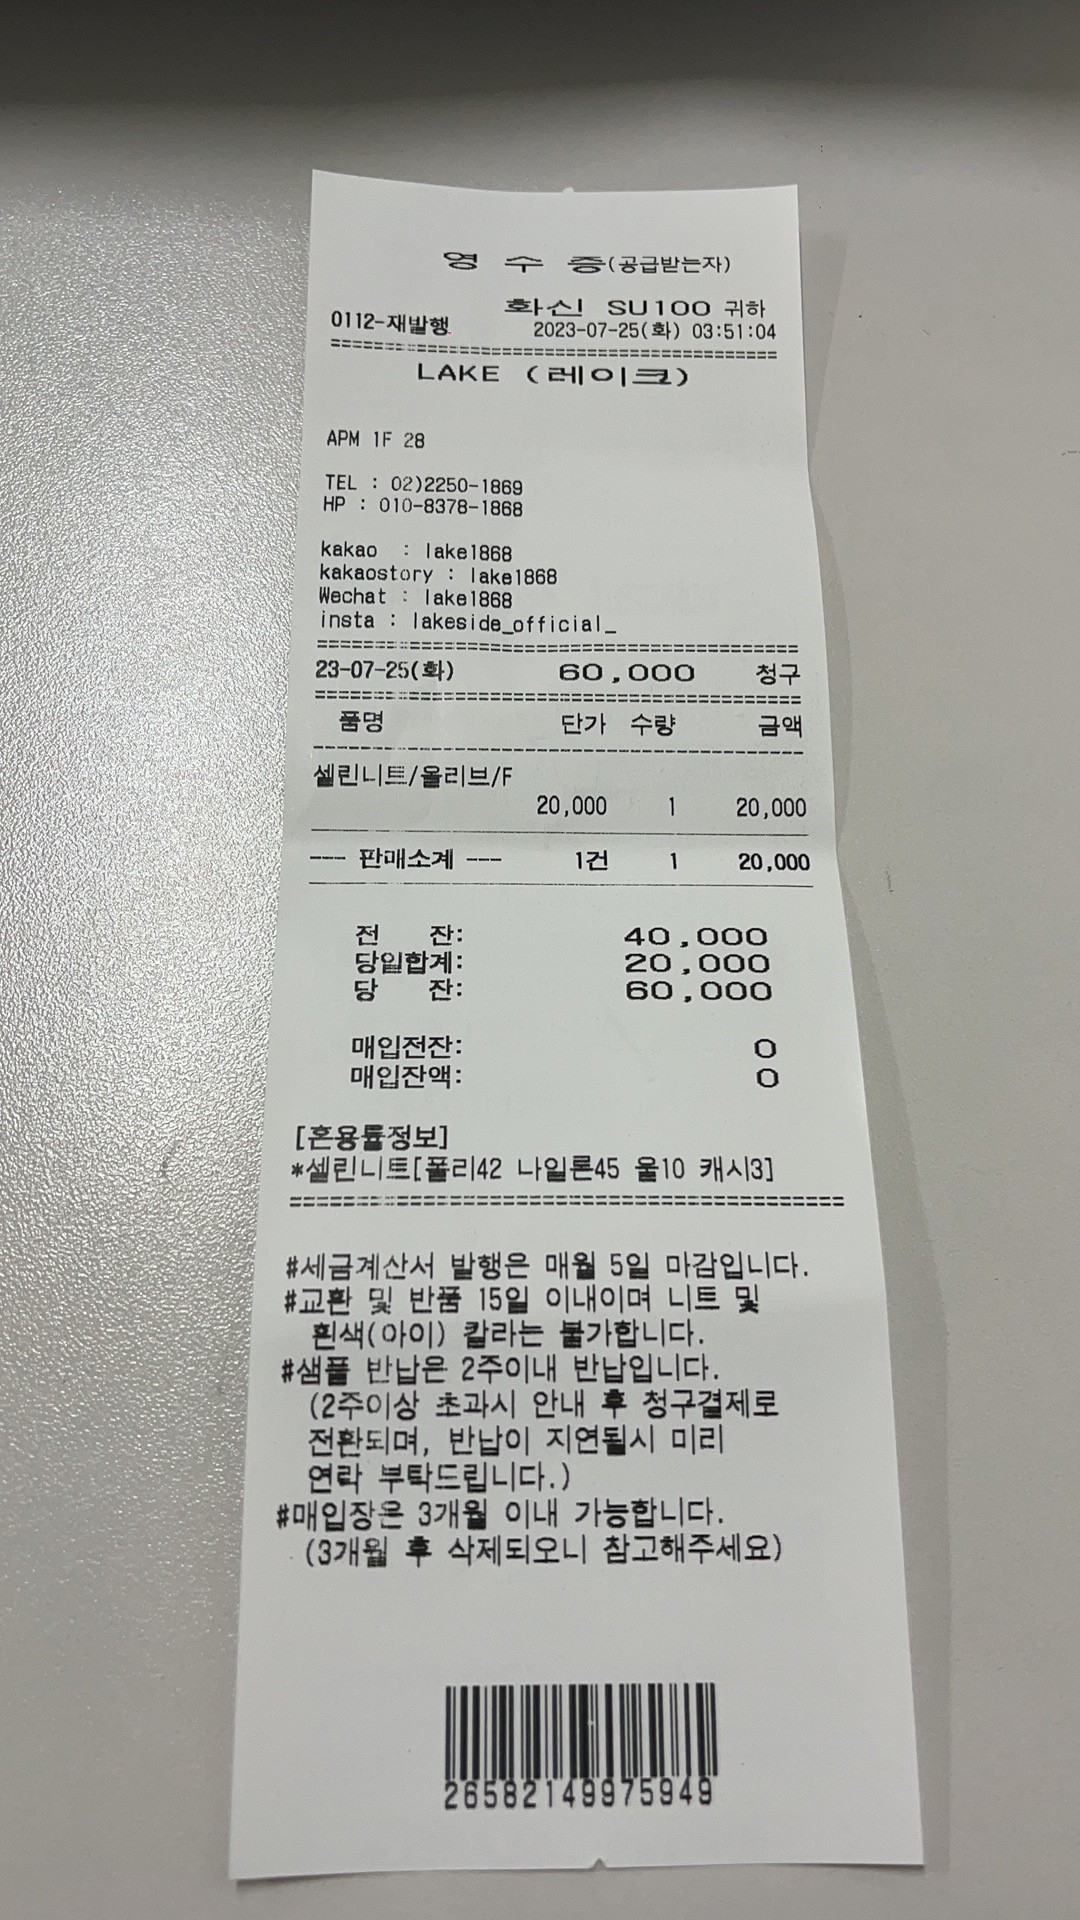 영 수 증(공급받는자)
화신 SU100 귀하
0112-재발행 2023-07-25(화) 03:51:04
================================================
LAKE (레이크)
APM 1F 28
TEL : 02)2250-1869
HP : 010-8378-1868
kakao : lake1868
kakaostory : lake1868
Wechat : lake1868
insta : lakeside_official_
================================================
23-07-25(화) 60,000 청구
================================================
품명 단가 수량 금액
------------------------------------------------
셀린니트/올리브/F
20,000 1 20,000
--- 판매소계 --- 1건 1 20,000
전 잔: 40,000
당일합계: 20,000
당 잔: 60,000
매입전잔: 0
매입잔액: 0
[혼용률정보]
*셀린니트[폴리42 나일론45 울10 캐시3]
================================================
#세금계산서 발행은 매월 5일 마감입니다.
#교환 및 반품 15일 이내이며 니트 및
흰색(아이) 칼라는 불가합니다.
#샘플 반납은 2주이내 반납입니다.
(2주이상 초과시 안내 후 청구결제로
전환되며, 반납이 지연될시 미리
연락 부탁드립니다.)
#매입장은 3개월 이내 가능합니다.
(3개월 후 삭제되오니 참고해주세요)
26582149975949